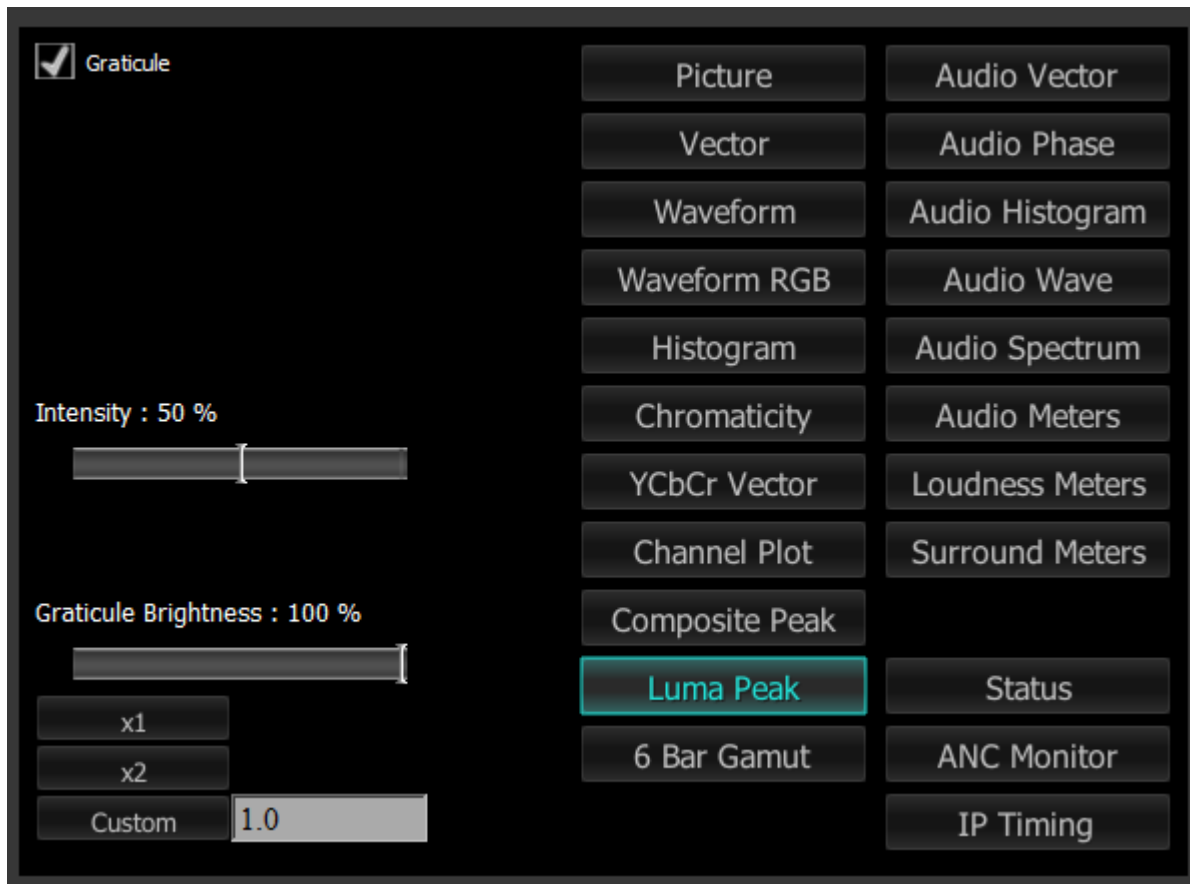 Graticule
Intensity : 50 %
Graticule Brightness : 100 %
x1
x2
Custom
1.0
Picture
Vector
Waveform
Waveform RGB
Histogram
Chromaticity
YCbCr Vector
Channel Plot
Composite Peak
Luma Peak
6 Bar Gamut
Audio Vector
Audio Phase
Audio Histogram
Audio Wave
Audio Spectrum
Audio Meters
Loudness Meters
Surround Meters
Status
ANC Monitor
IP Timing